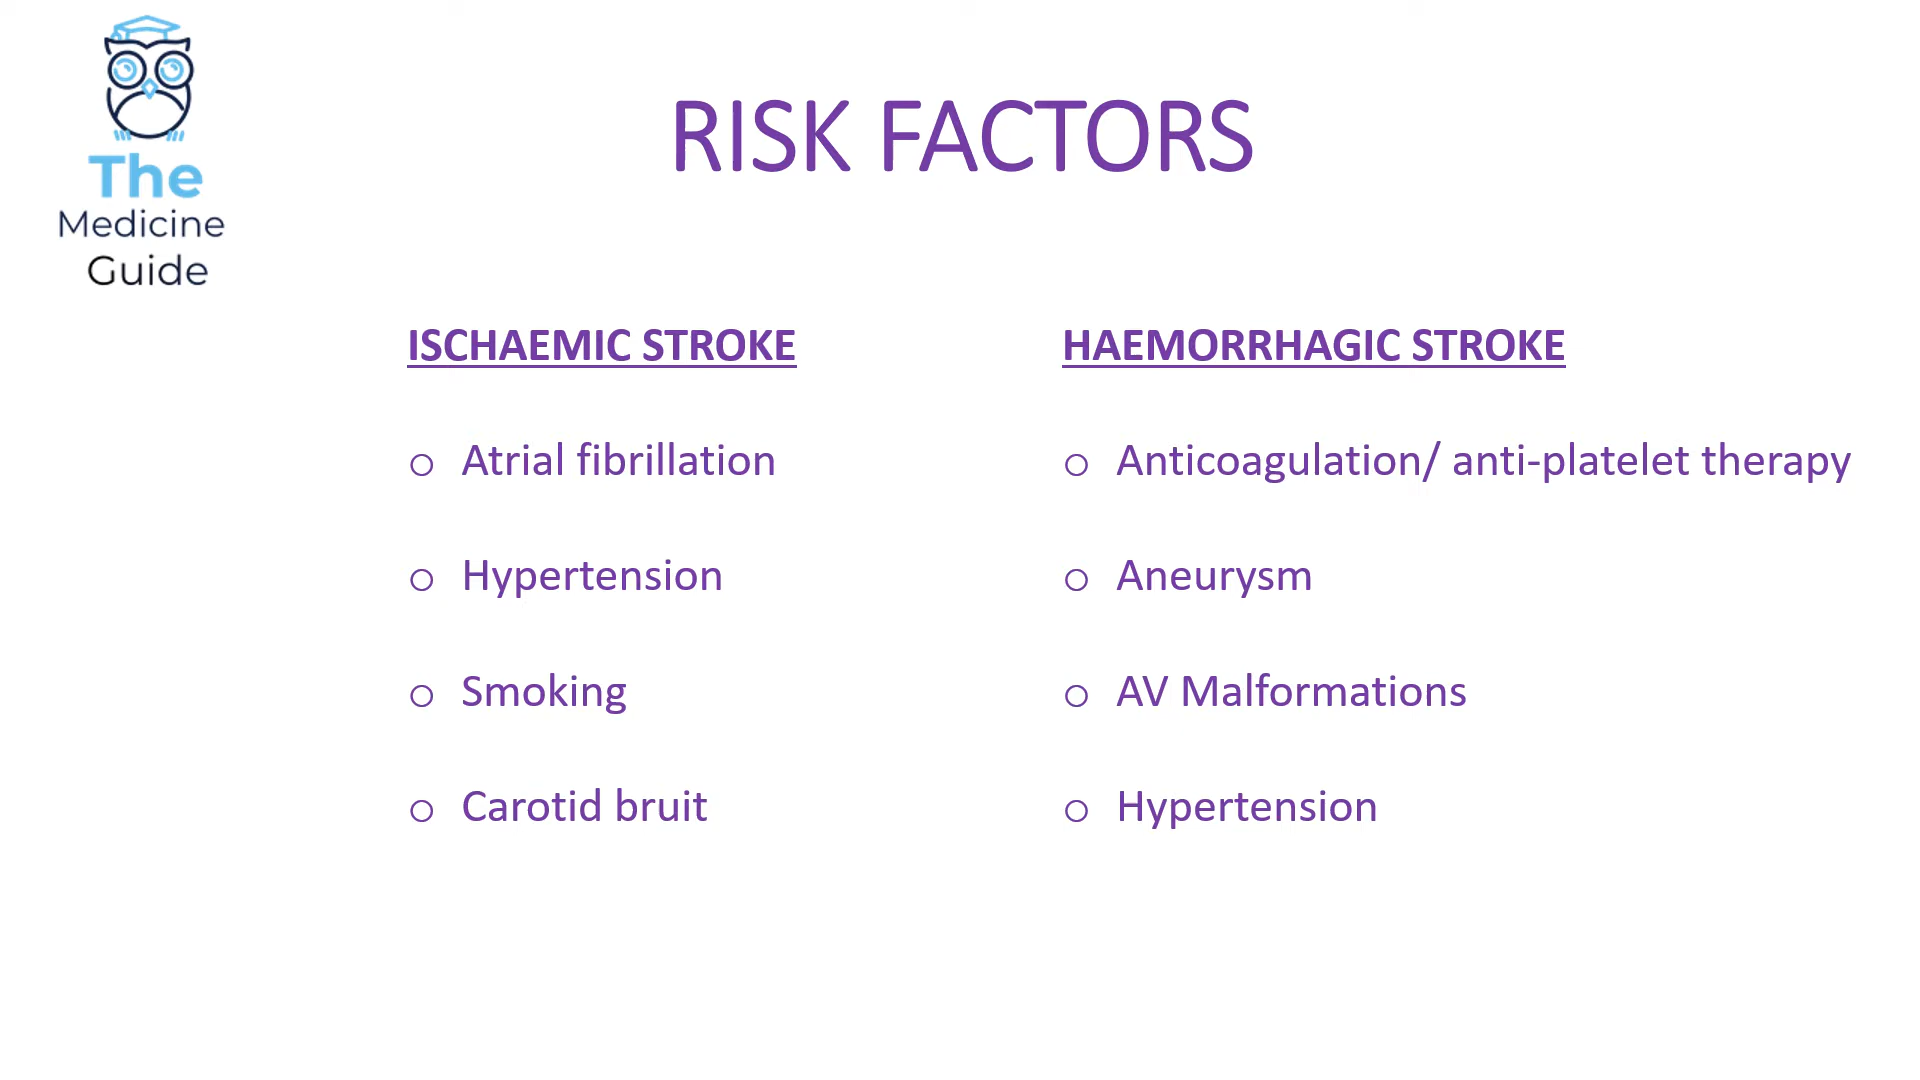 The
Medicine
Guide
RISK FACTORS
ISCHAEMIC STROKE
o Atrial fibrillation
o Hypertension
o Smoking
o Carotid bruit
HAEMORRHAGIC STROKE
o Anticoagulation/ anti-platelet therapy
o Aneurysm
o AV Malformations
o Hypertension